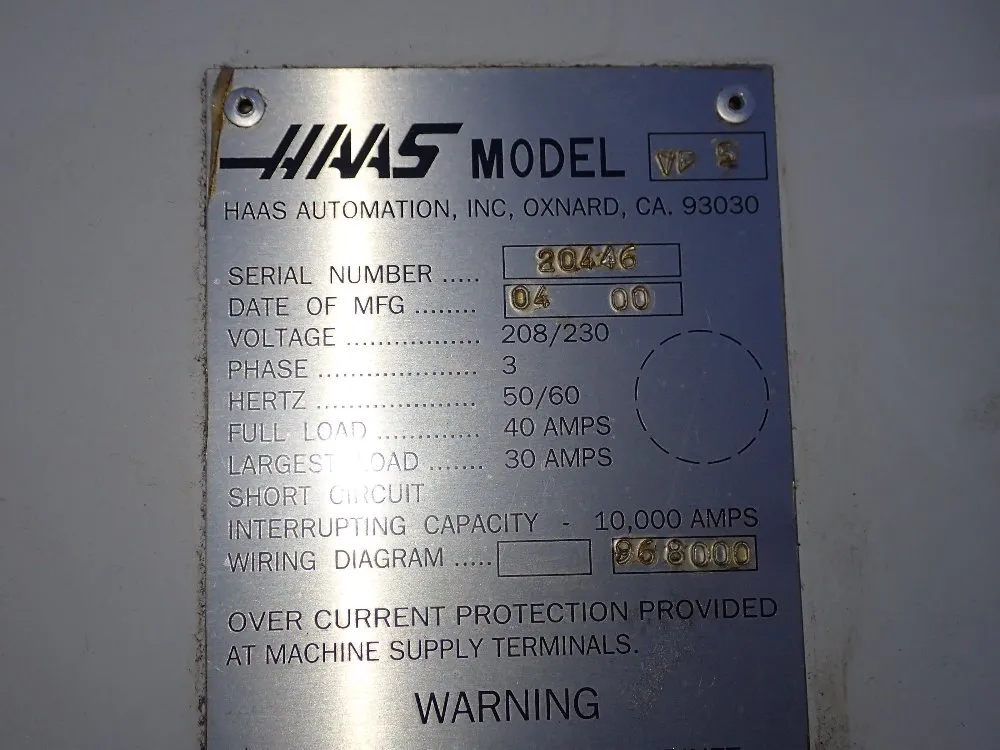 HAAS MODEL
HAAS AUTOMATION, INC, OXNARD, CA. 93030
SERIAL NUMBER ..... 20446
DATE OF MFG ........ 04 00
VOLTAGE ................. 208/230
PHASE .................... 3
HERTZ .................... 50/60
FULL LOAD ............. 40 AMPS
LARGEST LOAD ....... 30 AMPS
SHORT CIRCUIT
INTERRUPTING CAPACITY - 10,000 AMPS
WIRING DIAGRAM ..... 868000
OVER CURRENT PROTECTION PROVIDED
AT MACHINE SUPPLY TERMINALS.
WARNING